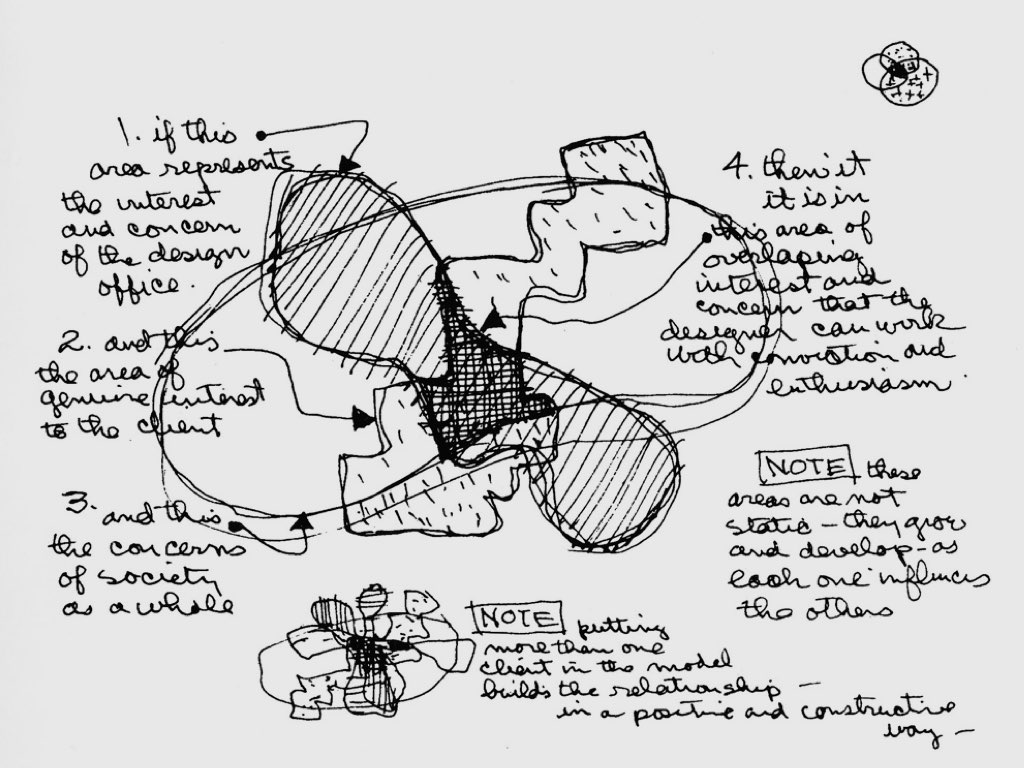 1. if this
area represents
the interest
and concern
of the design
office.
2. and this
the area of
genuine interest
to the client
3. and this
the concerns
of society
as a whole
4. then it
it is in
this area of
overlaping
interest and
concern that the
designer can work
with conviction and
enthusiasm.
NOTE these
areas are not
static – they grow
and develop – as
each one influences
the others
NOTE putting
more than one
client in the model
builds the relationship –
in a positive and constructive
way –